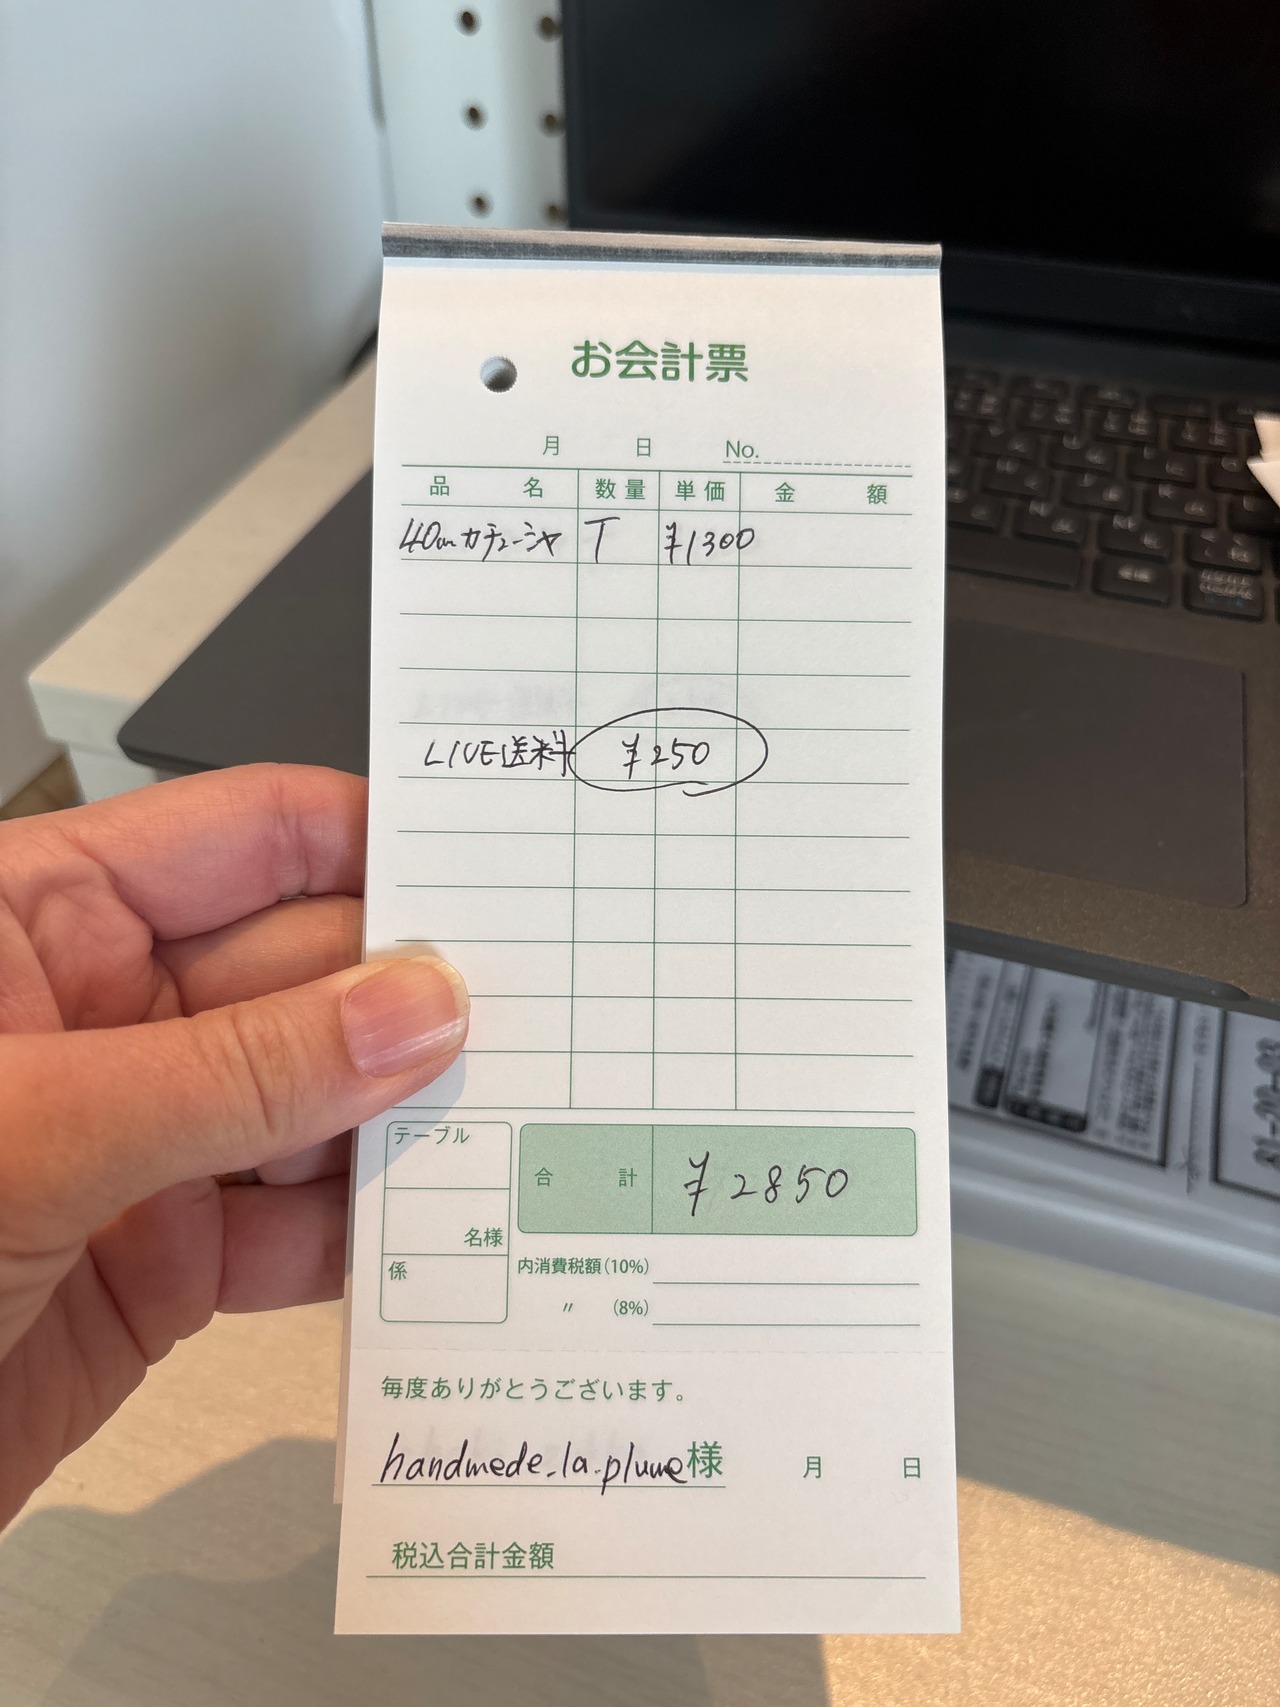 お会計票
月 日 No.
品名 数量 単価 金額
40cmカチューシャ T ¥1300
LIVE送料 ¥250
テーブル
名様
係
合計 ¥2850
内消費税額(10%)
〃 (8%)
毎度ありがとうございます。
handmede_la.plume様 月 日
税込合計金額